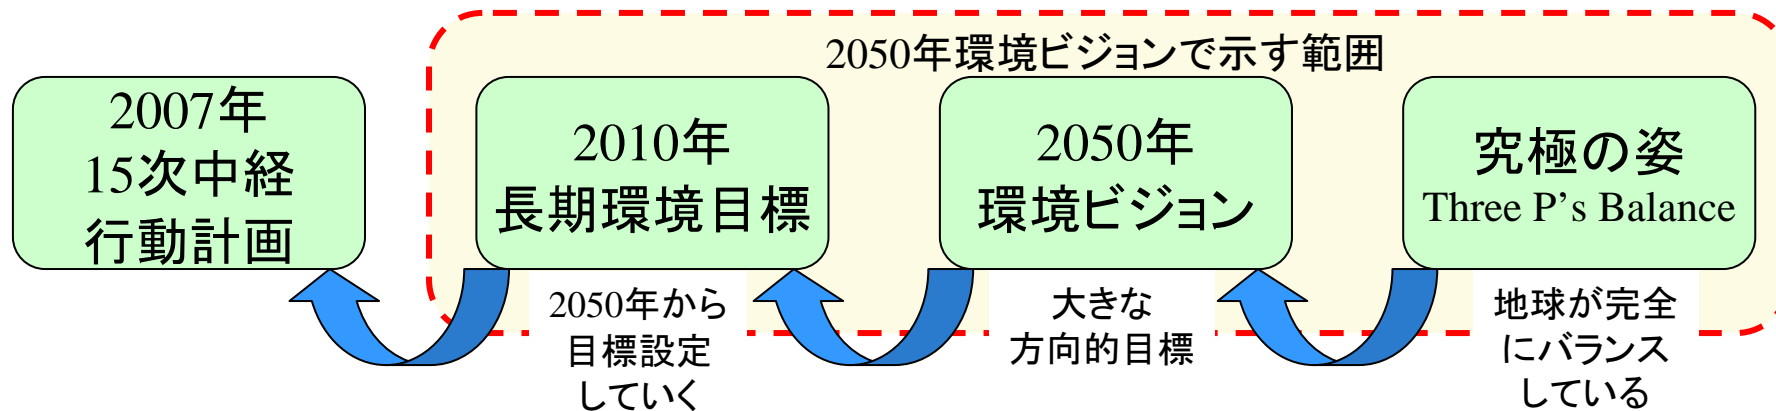 2050年環境ビジョンで示す範囲
2007年
15次中経
行動計画
2010年
長期環境目標
2050年
環境ビジョン
究極の姿
Three P’s Balance
2050年から
目標設定
していく
大きな
方向的目標
地球が完全
にバランス
している